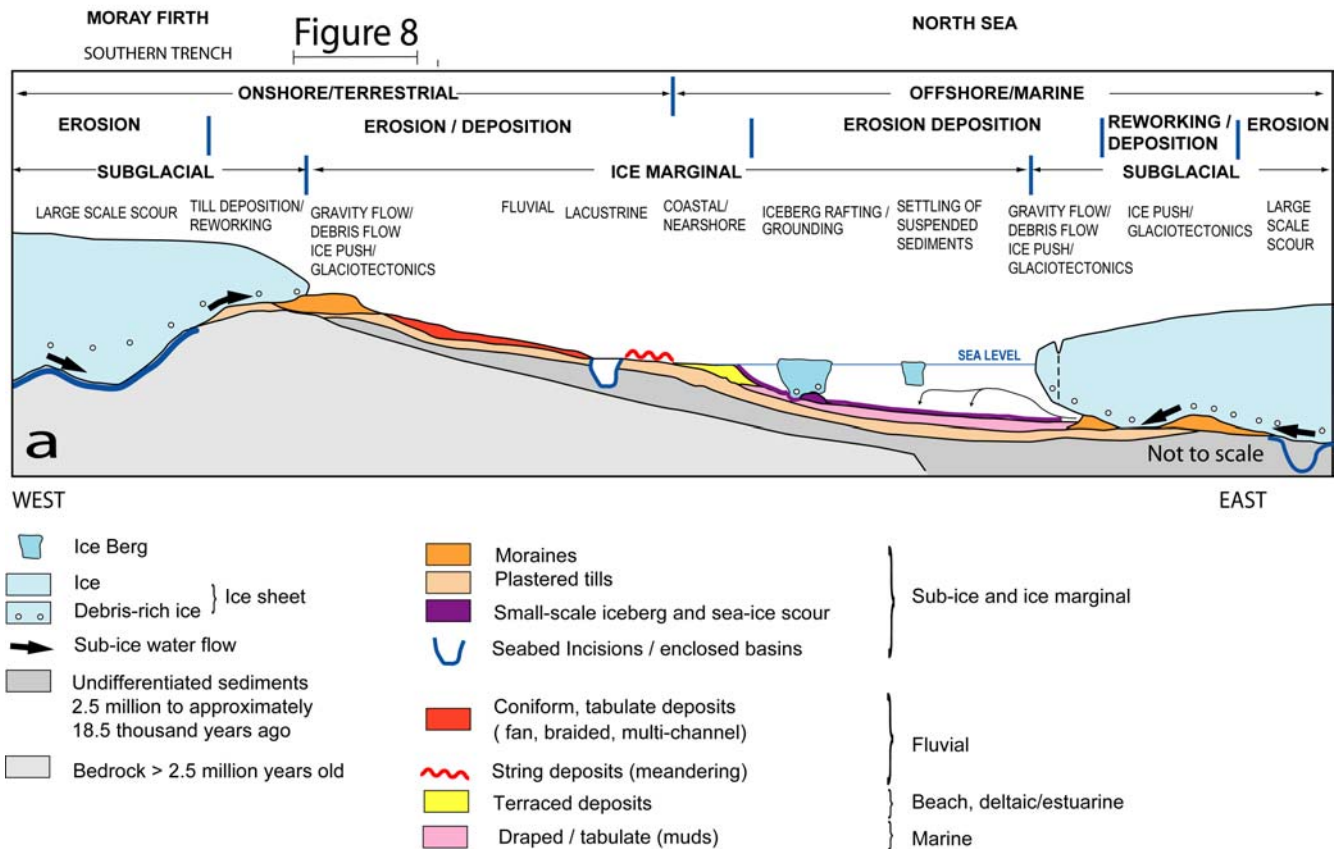 MORAY FIRTH
NORTH SEA
SOUTHERN TRENCH
Figure 8
ONSHORE/TERRESTRIAL
OFFSHORE/MARINE
EROSION
EROSION / DEPOSITION
EROSION DEPOSITION
REWORKING /
DEPOSITION
EROSION
SUBGLACIAL
ICE MARGINAL
SUBGLACIAL
LARGE SCALE SCOUR
TILL DEPOSITION/
REWORKING
GRAVITY FLOW/
DEBRIS FLOW
ICE PUSH/
GLACIOTECTONICS
FLUVIAL
LACUSTRINE
COASTAL/
NEARSHORE
ICEBERG RAFTING /
GROUNDING
SETTLING OF
SUSPENDED
SEDIMENTS
GRAVITY FLOW/
DEBRIS FLOW
ICE PUSH/
GLACIOTECTONICS
ICE PUSH/
GLACIOTECTONICS
LARGE
SCALE
SCOUR
SEA LEVEL
a
Not to scale
WEST
EAST
Ice Berg
Ice
Debris-rich ice
Ice sheet
Sub-ice water flow
Undifferentiated sediments
2.5 million to approximately
18.5 thousand years ago
Bedrock > 2.5 million years old
Moraines
Plastered tills
Small-scale iceberg and sea-ice scour
Seabed Incisions / enclosed basins
Sub-ice and ice marginal
Coniform, tabulate deposits
( fan, braided, multi-channel)
String deposits (meandering)
Fluvial
Terraced deposits
Beach, deltaic/estuarine
Draped / tabulate (muds)
Marine